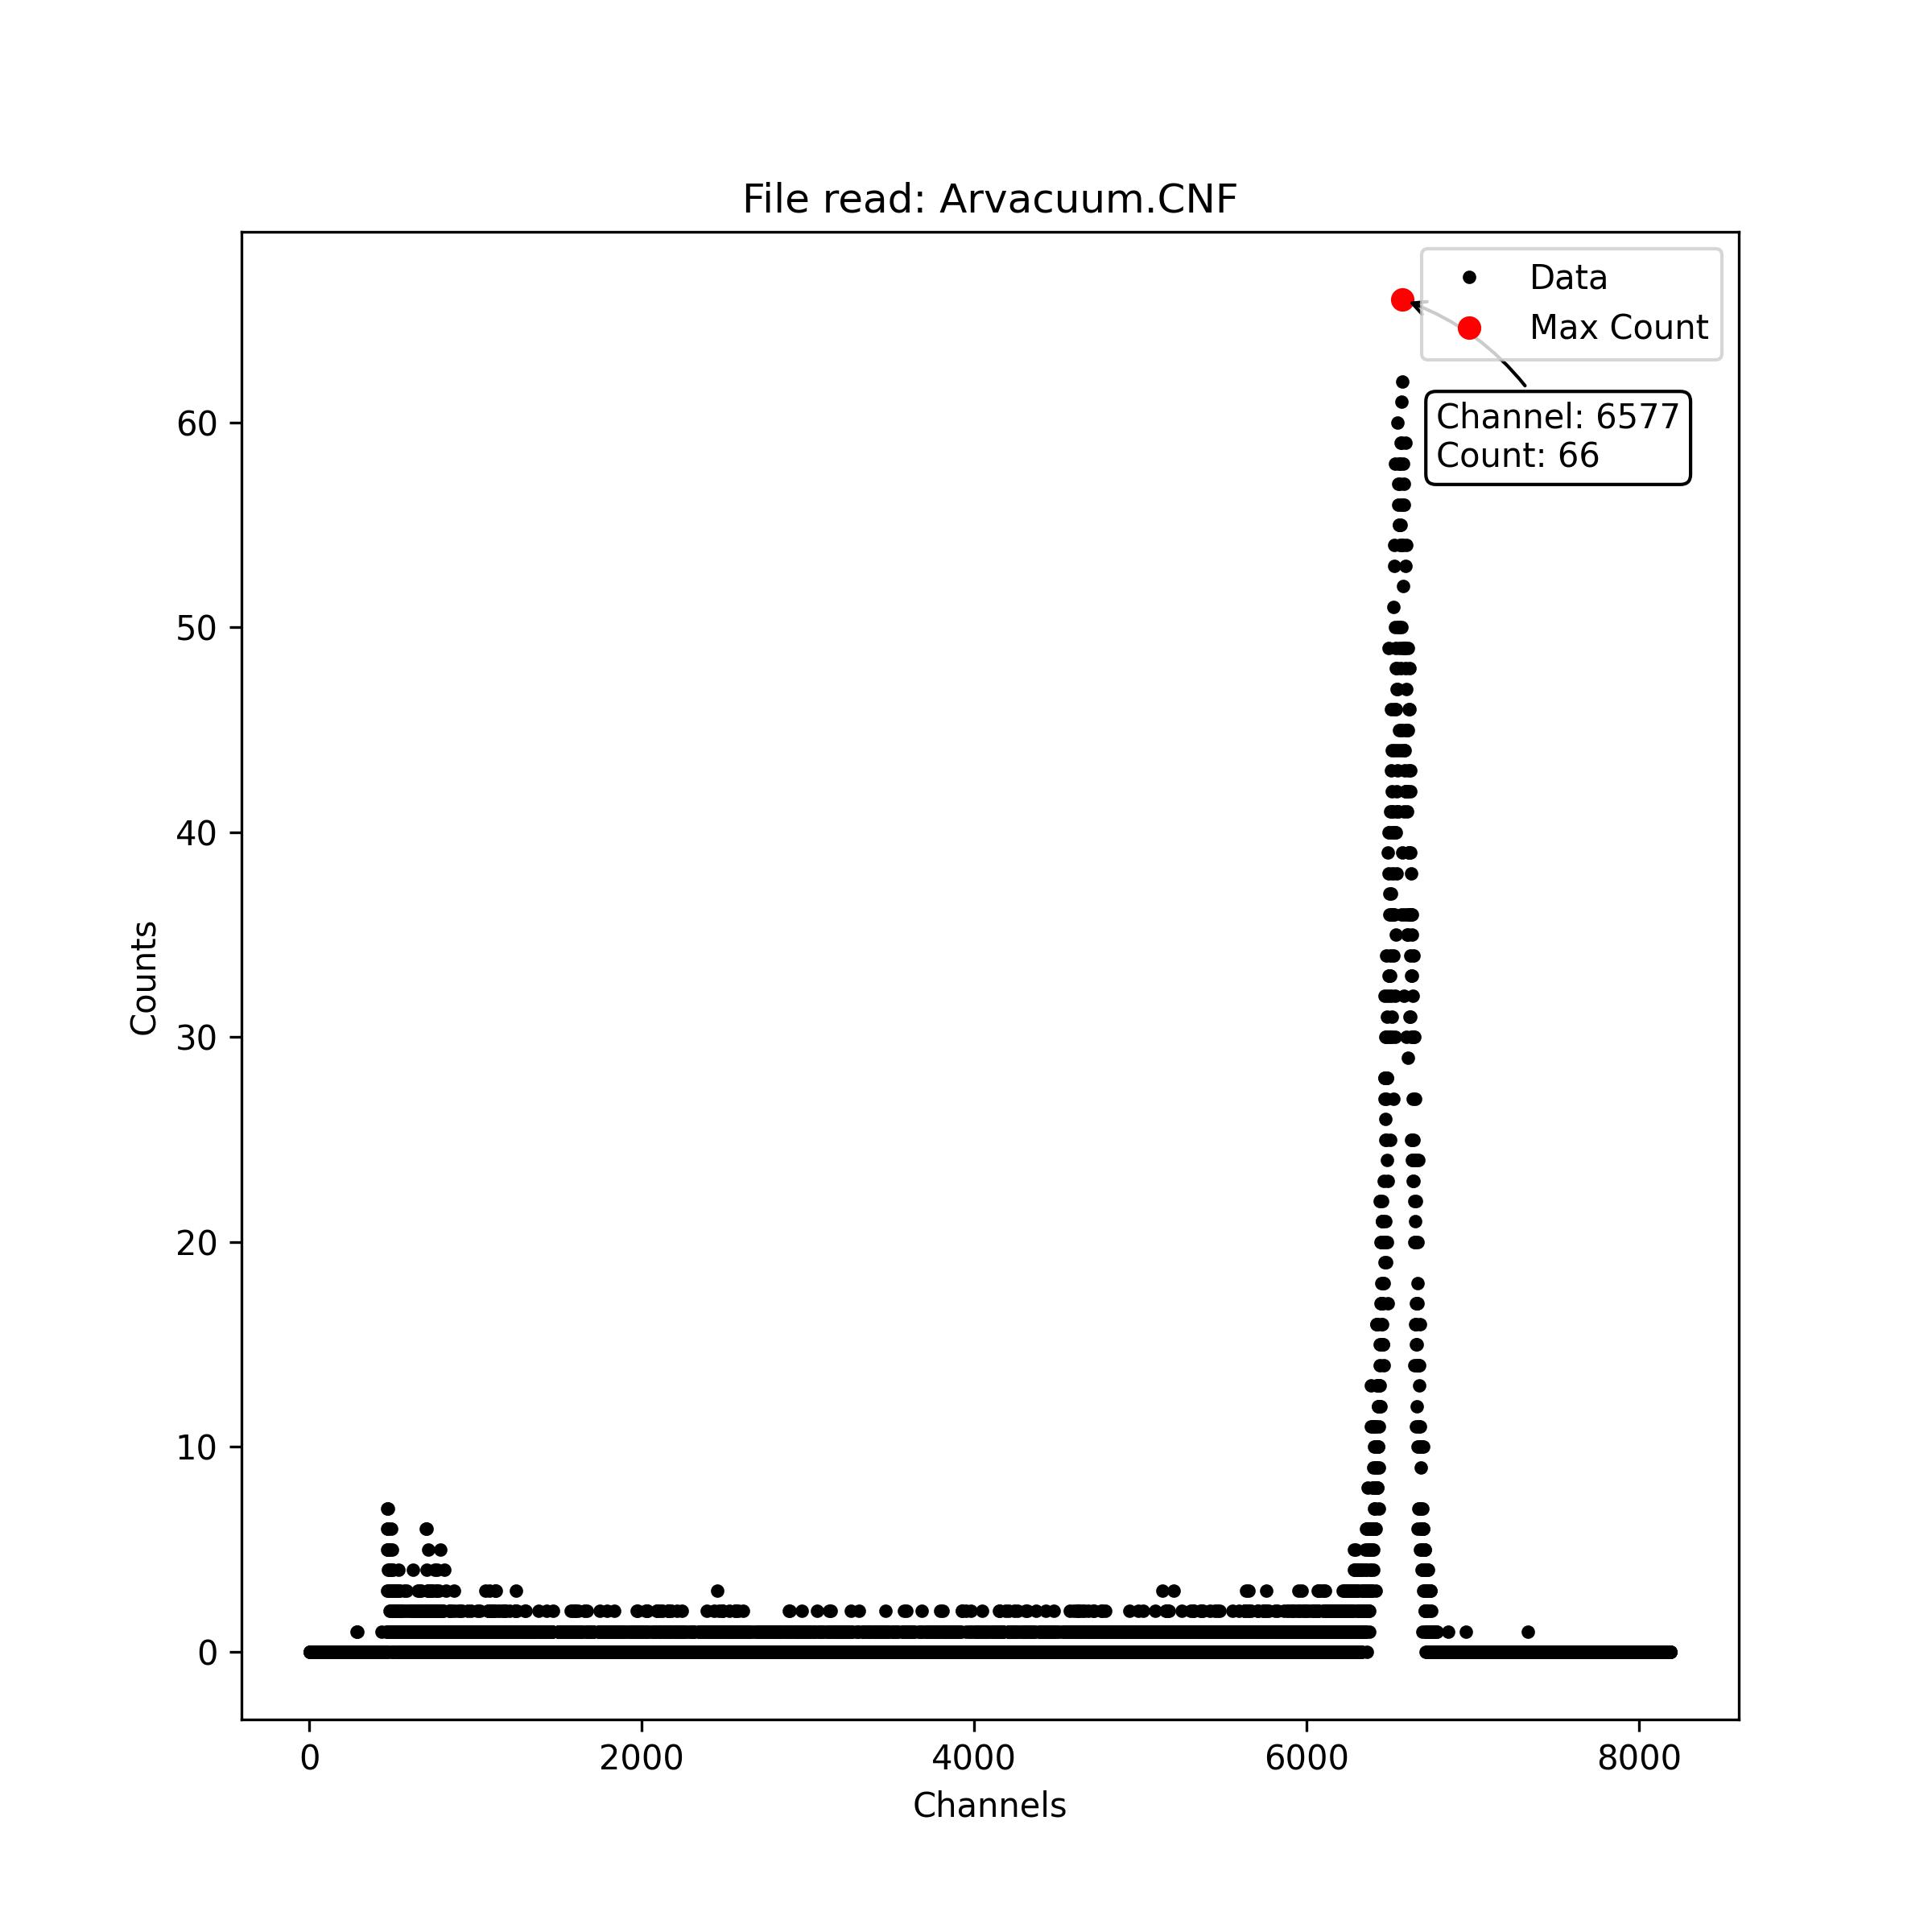 File read: Arvacuum.CNF
Data
Max Count
Channel: 6577
Count: 66
60
50
40
30
20
10
0
Counts
0 2000 4000 6000 8000
Channels